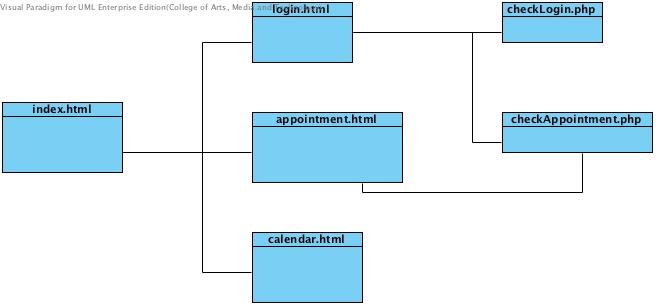 Visual Paradigm for UML Enterprise Edition(College of Arts, Media and
login.html
checkLogin.php
index.html
appointment.html
checkAppointment.php
calendar.html